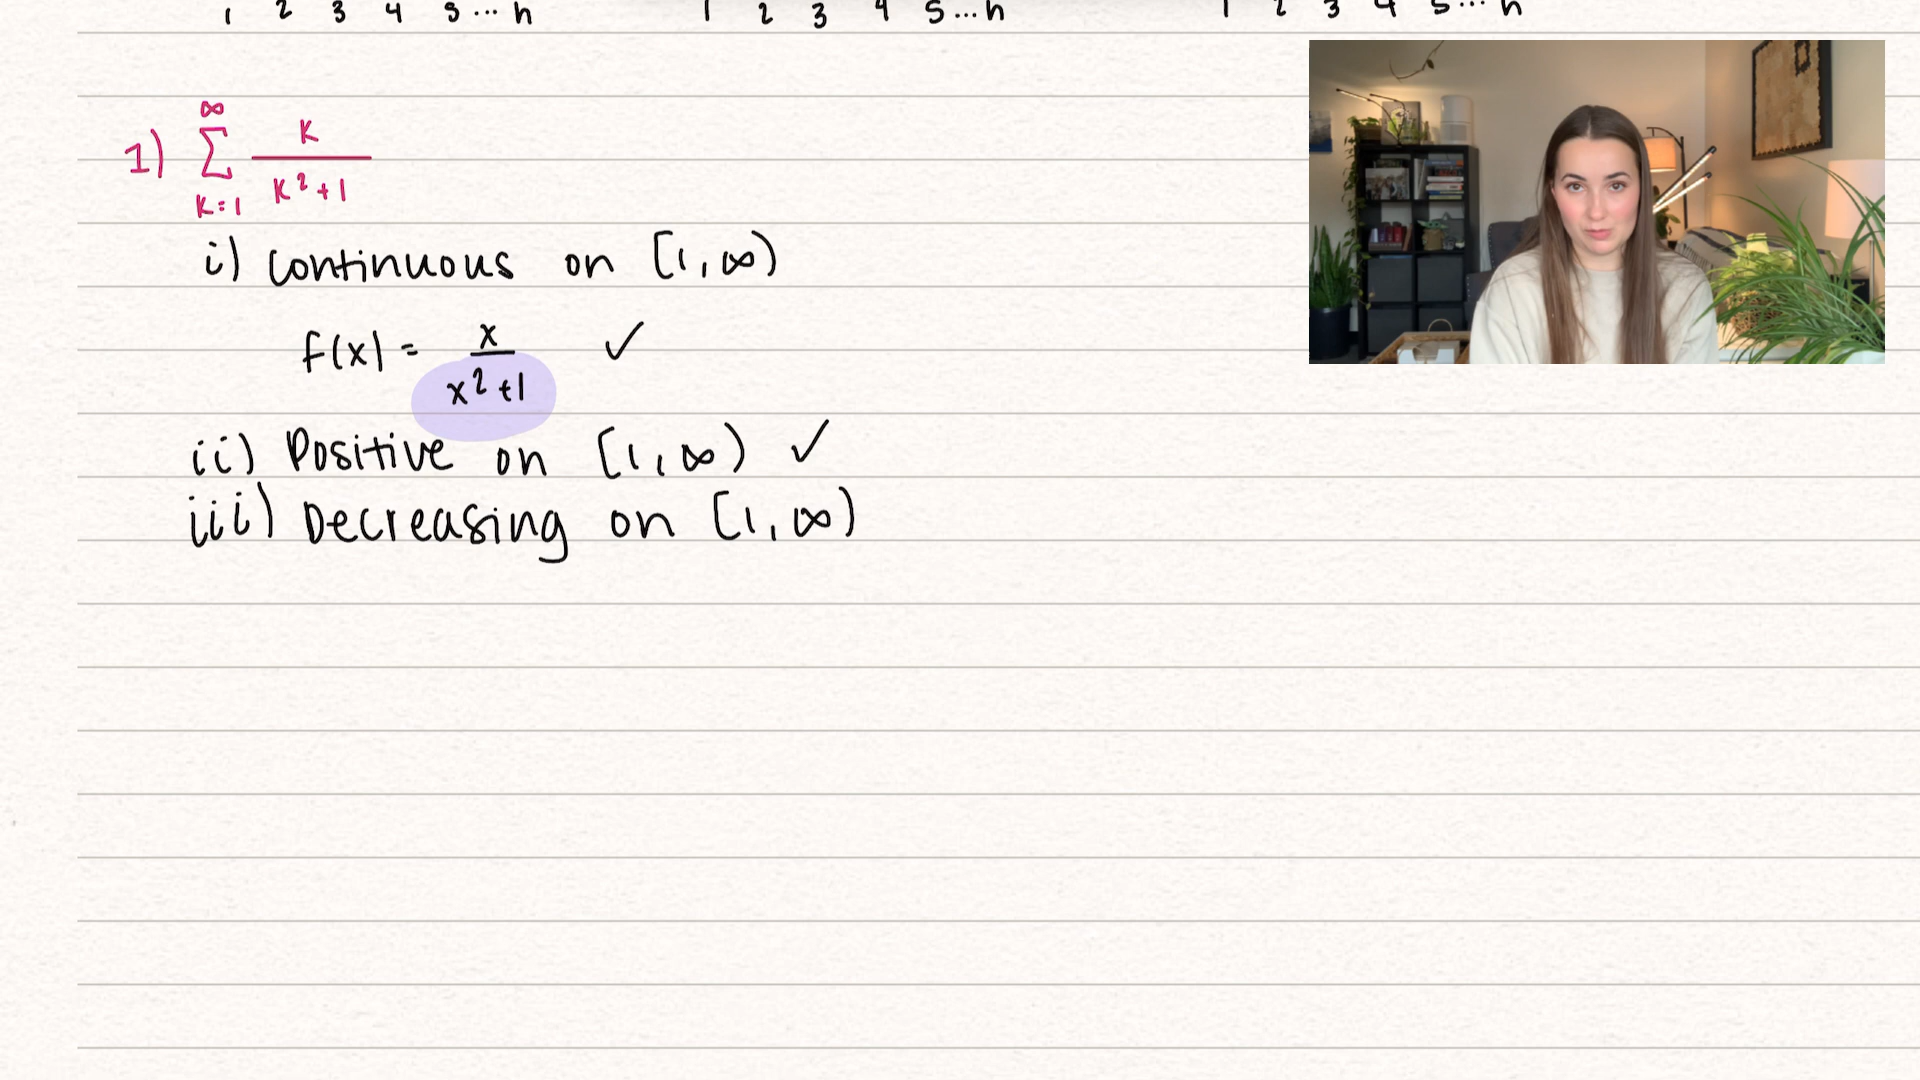 1 2 3 4 5 ... n 1 2 3 4 5 ... n 1 2 3 4 5 ... n
1) ∞ Σ k=1 K / K²+1
i) Continuous on [1,∞)
f(x) = x / x²+1 ✓
ii) Positive on [1,∞) ✓
iii) Decreasing on [1,∞)